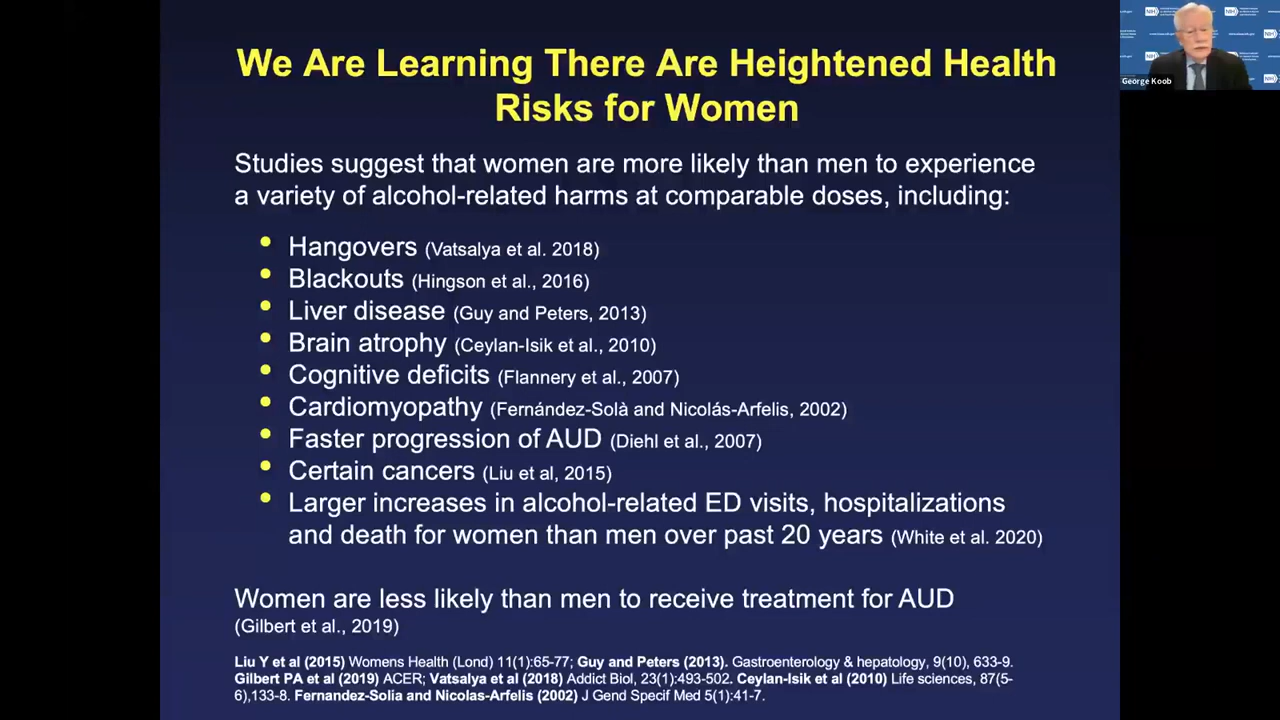 We Are Learning There Are Heightened Health
Risks for Women
Studies suggest that women are more likely than men to experience
a variety of alcohol-related harms at comparable doses, including:
• Hangovers (Vatsalya et al. 2018)
• Blackouts (Hingson et al., 2016)
• Liver disease (Guy and Peters, 2013)
• Brain atrophy (Ceylan-Isik et al., 2010)
• Cognitive deficits (Flannery et al., 2007)
• Cardiomyopathy (Fernández-Solà and Nicolás-Arfelis, 2002)
• Faster progression of AUD (Diehl et al., 2007)
• Certain cancers (Liu et al, 2015)
• Larger increases in alcohol-related ED visits, hospitalizations
and death for women than men over past 20 years (White et al. 2020)
Women are less likely than men to receive treatment for AUD
(Gilbert et al., 2019)
Liu Y et al (2015) Womens Health (Lond) 11(1):65-77; Guy and Peters (2013). Gastroenterology & hepatology, 9(10), 633-9.
Gilbert PA et al (2019) ACER; Vatsalya et al (2018) Addict Biol, 23(1):493-502. Ceylan-Isik et al (2010) Life sciences, 87(5-
6),133-8. Fernandez-Solia and Nicolas-Arfelis (2002) J Gend Specif Med 5(1):41-7.
NIH
NIH
NIH
NIH
George Koob